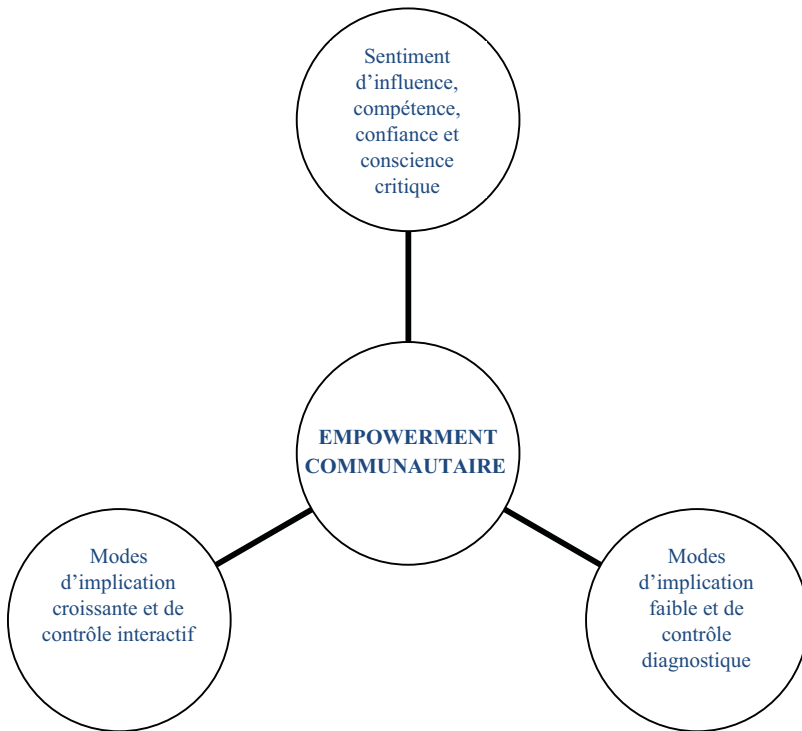 Sentiment
d’influence,
compétence,
confiance et
conscience
critique
EMPOWERMENT
COMMUNAUTAIRE
Modes
d’implication
croissante et de
contrôle interactif
Modes
d’implication
faible et de
contrôle
diagnostique